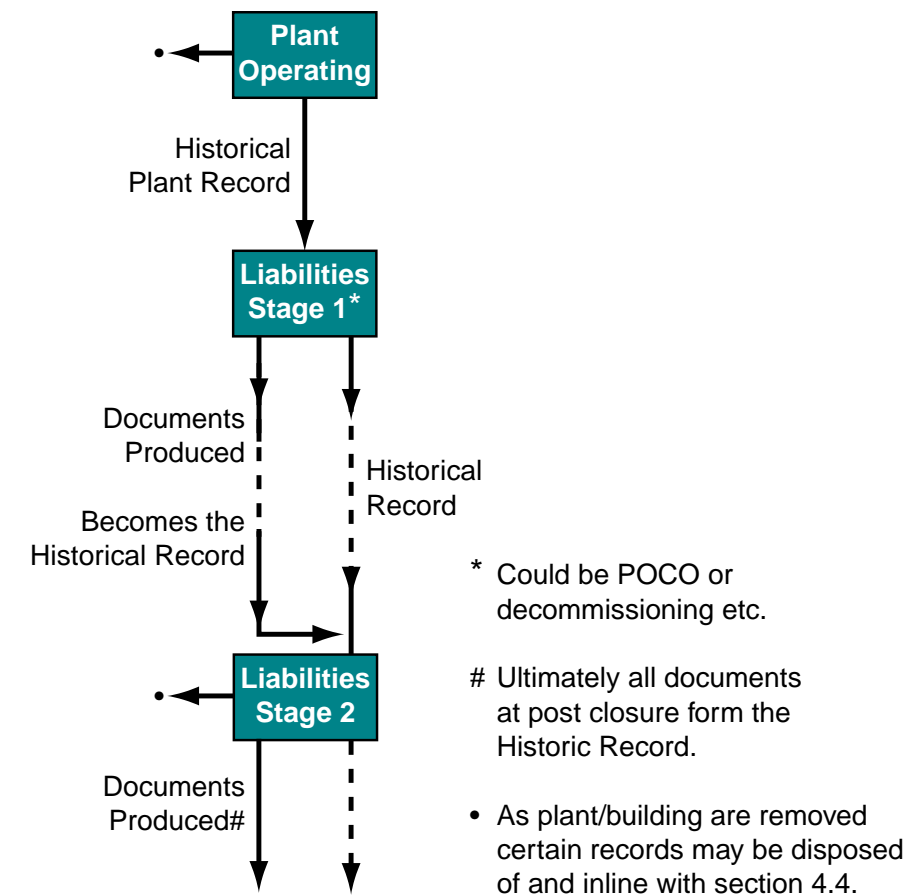 Plant
Operating
Historical
Plant Record
Liabilities
Stage 1*
Documents
Produced
Historical
Record
Becomes the
Historical Record
* Could be POCO or
decommissioning etc.
Liabilities
Stage 2
# Ultimately all documents
at post closure form the
Historic Record.
Documents
Produced#
• As plant/building are removed
certain records may be disposed
of and inline with section 4.4.